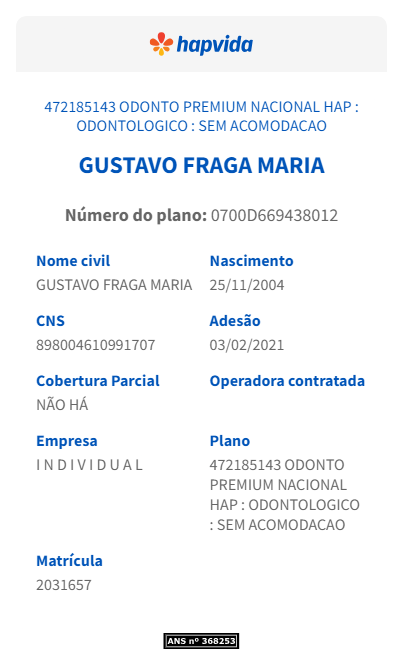 hapvida
472185143 ODONTO PREMIUM NACIONAL HAP :
ODONTOLOGICO : SEM ACOMODACAO
GUSTAVO FRAGA MARIA
Número do plano: 0700D669438012
Nome civil
GUSTAVO FRAGA MARIA
Nascimento
25/11/2004
CNS
898004610991707
Adesão
03/02/2021
Cobertura Parcial
NÃO HÁ
Operadora contratada
Empresa
I N D I V I D U A L
Plano
472185143 ODONTO
PREMIUM NACIONAL
HAP : ODONTOLOGICO
: SEM ACOMODACAO
Matrícula
2031657
ANS nº 368253